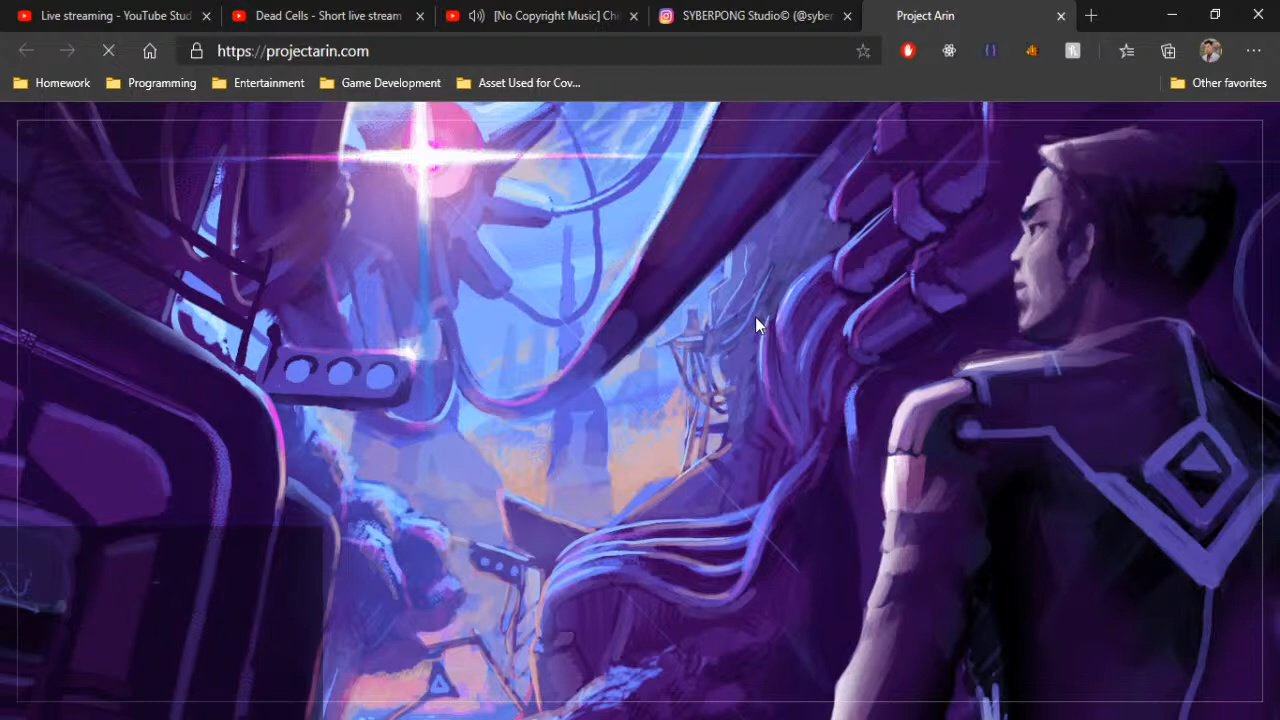 Live streaming - YouTube Stud
Dead Cells - Short live stream
[No Copyright Music] Chi
SYBERPONG Studio© (@syber
Project Arin
https://projectarin.com
Homework
Programming
Entertainment
Game Development
Asset Used for Cov...
Other favorites